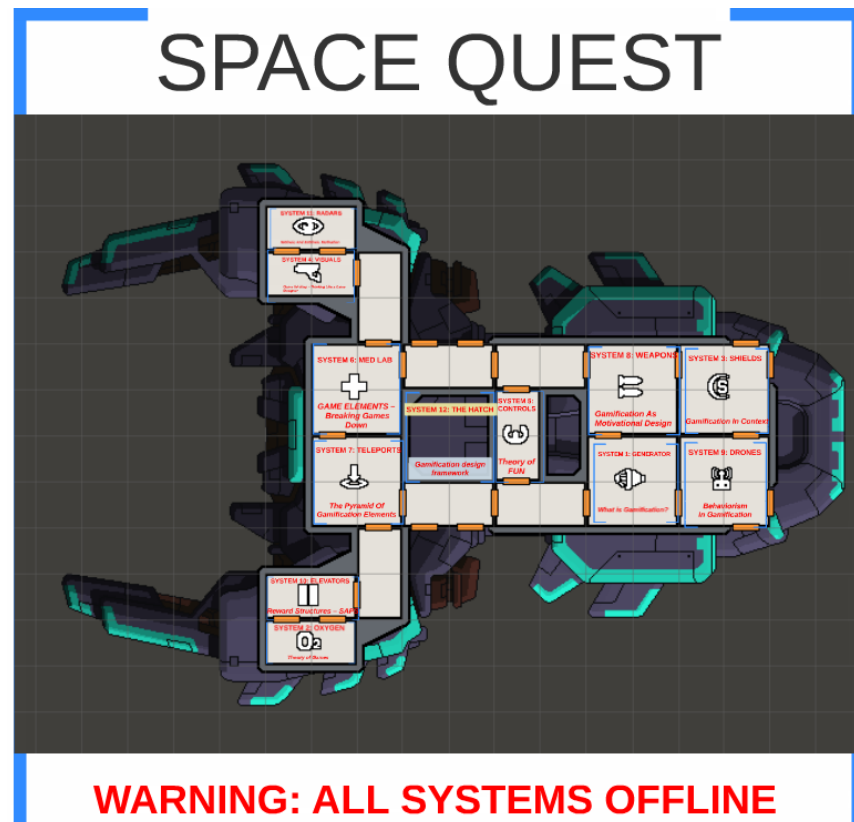 SPACE QUEST
SYSTEM 11: RADARS
SYSTEM 4: VISUALS
SYSTEM 6: MED LAB
GAME ELEMENTS –
Breaking Games
Down
SYSTEM 12: THE HATCH
Gamification design
framework
SYSTEM 5:
CONTROLS
Theory of
FUN
SYSTEM 8: WEAPONS
Gamification As
Motivational Design
SYSTEM 3: SHIELDS
Gamification In Context
SYSTEM 7: TELEPORTS
The Pyramid Of
Gamification Elements
SYSTEM 1: GENERATOR
What is Gamification?
SYSTEM 9: DRONES
Behaviorism
in Gamification
SYSTEM 10: ELEVATORS
Reward Structures – SAP
SYSTEM 2: OXYGEN
O2
Theory of Games
WARNING: ALL SYSTEMS OFFLINE